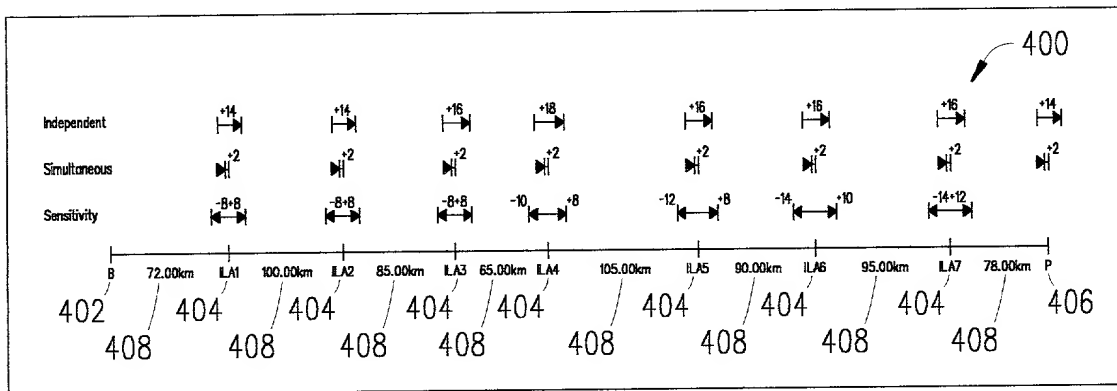 400
+14 +14 +16 +18 +16 +16 +16 +14
Independent
+2 +2 +2 +2 +2 +2 +2 +2
Simultaneous
-8+8 -8+8 -8+8 -10 +8 -12 +8 -14 +10 -14+12
Sensitivity
B 72.00km ILA1 100.00km ILA2 85.00km ILA3 65.00km ILA4 105.00km ILA5 90.00km ILA6 95.00km ILA7 78.00km P
402 404 404 404 404 404 404 404 406
408 408 408 408 408 408 408 408